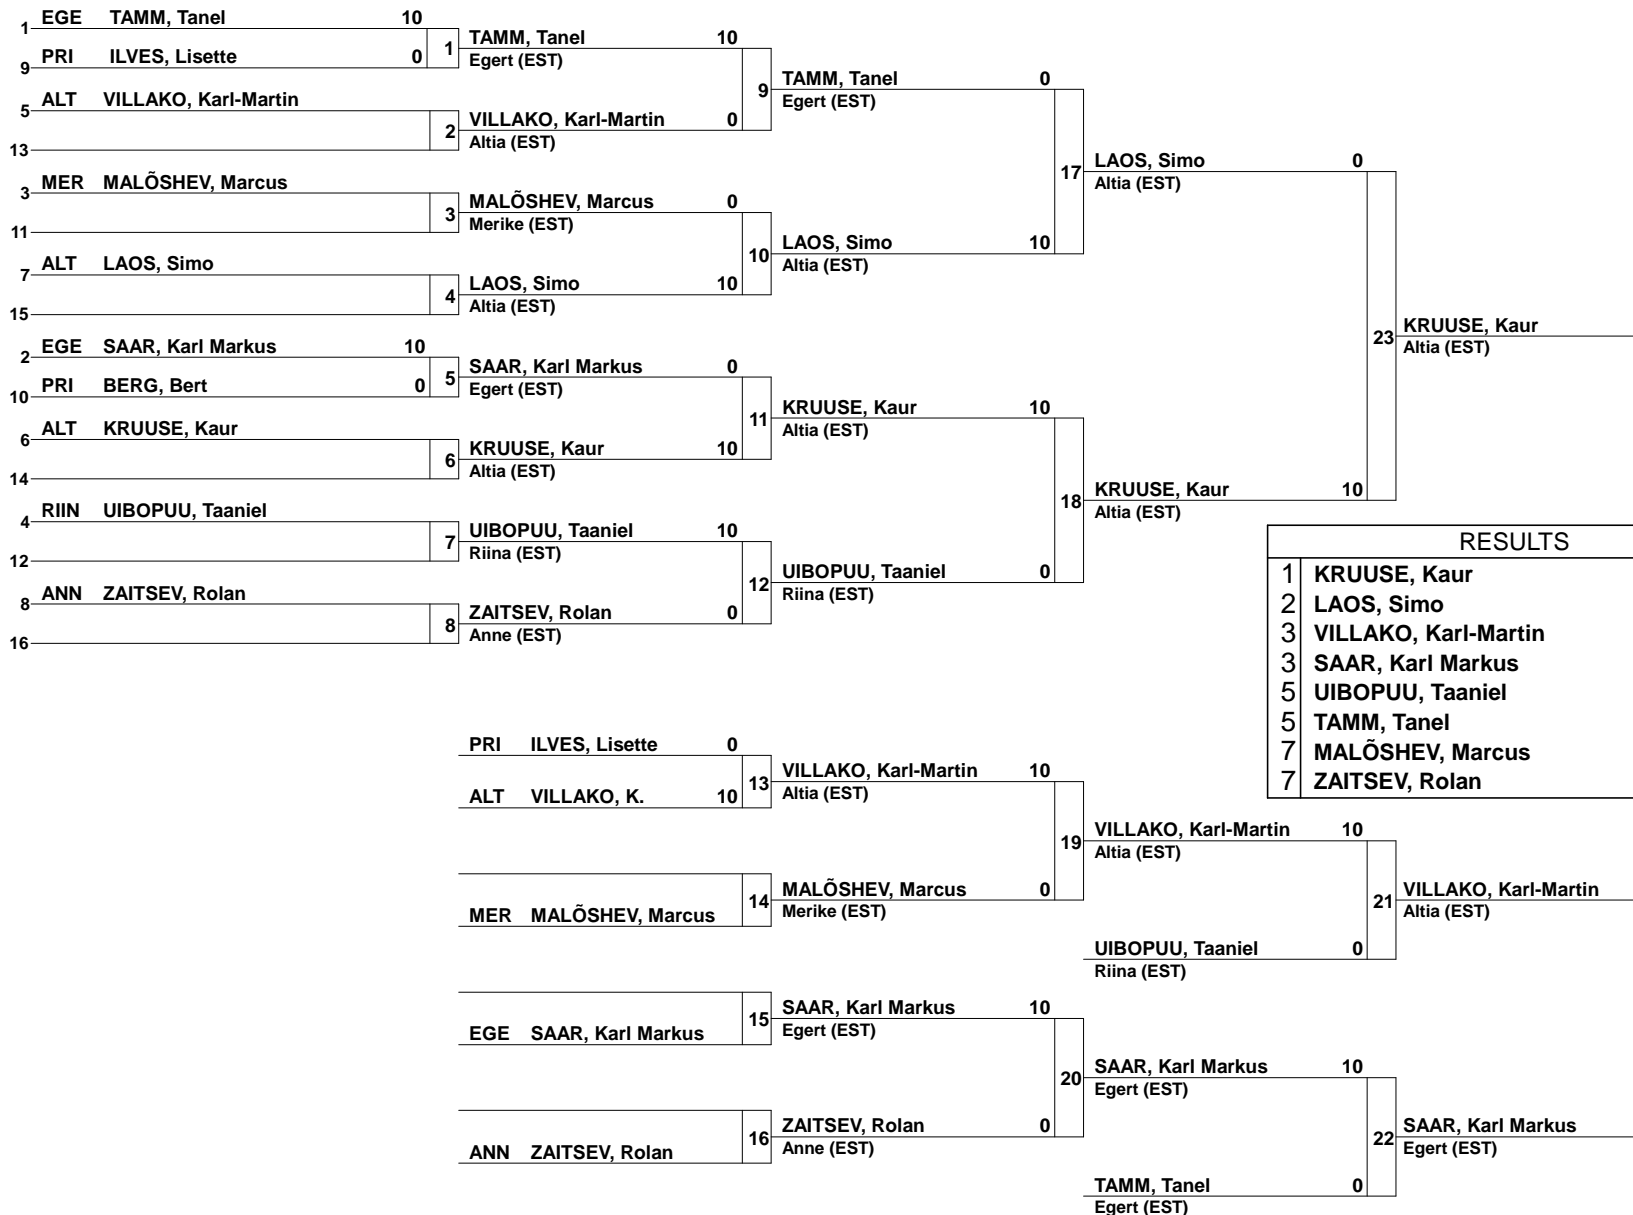 1 EGE TAMM, Tanel 10
9 PRI ILVES, Lisette 0
1
TAMM, Tanel 10
Egert (EST)
5 ALT VILLAKO, Karl-Martin
13
2
VILLAKO, Karl-Martin 0
Altia (EST)
9
TAMM, Tanel 0
Egert (EST)
3 MER MALÕSHEV, Marcus
11
3
MALÕSHEV, Marcus 0
Merike (EST)
7 ALT LAOS, Simo
15
4
LAOS, Simo 10
Altia (EST)
10
LAOS, Simo 10
Altia (EST)
17
LAOS, Simo 0
Altia (EST)
2 EGE SAAR, Karl Markus 10
10 PRI BERG, Bert 0
5
SAAR, Karl Markus 0
Egert (EST)
6 ALT KRUUSE, Kaur
14
6
KRUUSE, Kaur 10
Altia (EST)
11
KRUUSE, Kaur 10
Altia (EST)
4 RIIN UIBOPUU, Taaniel
12
7
UIBOPUU, Taaniel 10
Riina (EST)
8 ANN ZAITSEV, Rolan
16
8
ZAITSEV, Rolan 0
Anne (EST)
12
UIBOPUU, Taaniel 0
Riina (EST)
18
KRUUSE, Kaur 10
Altia (EST)
23
KRUUSE, Kaur
Altia (EST)
RESULTS
1 KRUUSE, Kaur
2 LAOS, Simo
3 VILLAKO, Karl-Martin
3 SAAR, Karl Markus
5 UIBOPUU, Taaniel
5 TAMM, Tanel
7 MALÕSHEV, Marcus
7 ZAITSEV, Rolan
PRI ILVES, Lisette 0
ALT VILLAKO, K. 10
13
VILLAKO, Karl-Martin 10
Altia (EST)
MER MALÕSHEV, Marcus
14
MALÕSHEV, Marcus 0
Merike (EST)
19
VILLAKO, Karl-Martin 10
Altia (EST)
UIBOPUU, Taaniel 0
Riina (EST)
21
VILLAKO, Karl-Martin
Altia (EST)
EGE SAAR, Karl Markus
15
SAAR, Karl Markus 10
Egert (EST)
ANN ZAITSEV, Rolan
16
ZAITSEV, Rolan 0
Anne (EST)
20
SAAR, Karl Markus 10
Egert (EST)
TAMM, Tanel 0
Egert (EST)
22
SAAR, Karl Markus
Egert (EST)